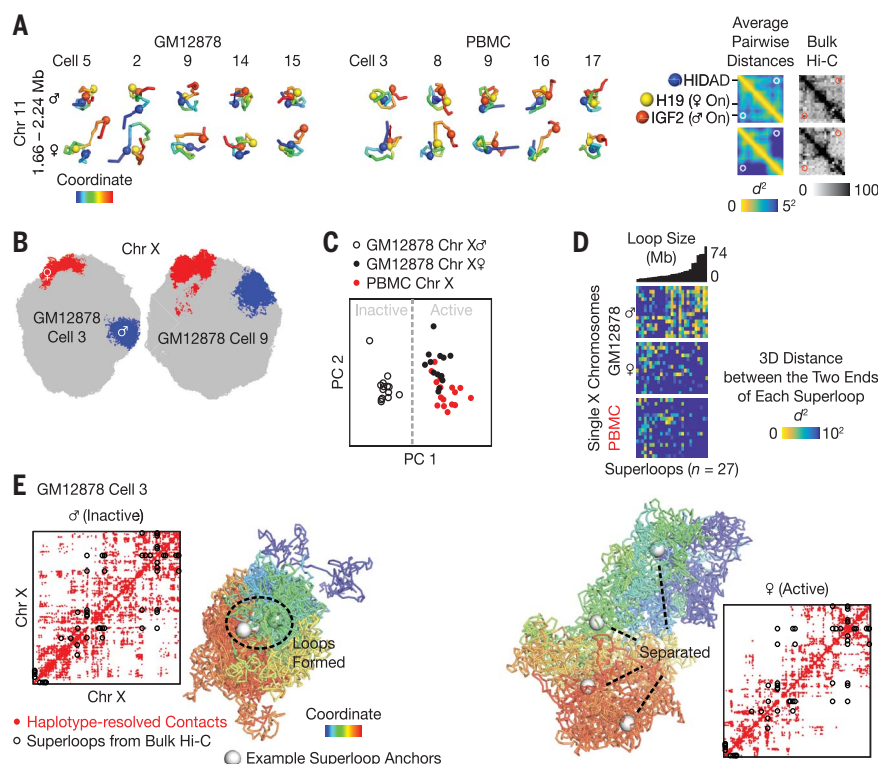 A
GM12878
PBMC
Cell 5 2 9 14 15
Cell 3 8 9 16 17
Chr 11
1.66 – 2.24 Mb
♂
♀
Coordinate
Average
Pairwise
Distances
Bulk
Hi-C
HIDAD
H19 (♀ On)
IGF2 (♂ On)
d²
0 5²
0 100
B
Chr X
♀
GM12878
Cell 3
♂
GM12878 Cell 9
C
GM12878 Chr X♂
GM12878 Chr X♀
PBMC Chr X
Inactive
Active
PC 2
PC 1
D
Loop Size
(Mb)
74
0
Single X Chromosomes
GM12878
♂
♀
PBMC
Superloops (n = 27)
3D Distance
between the Two Ends
of Each Superloop
d²
0 10²
E
GM12878 Cell 3
♂ (Inactive)
Chr X
Chr X
Haplotype-resolved Contacts
Superloops from Bulk Hi-C
Loops
Formed
Coordinate
Example Superloop Anchors
Separated
♀ (Active)